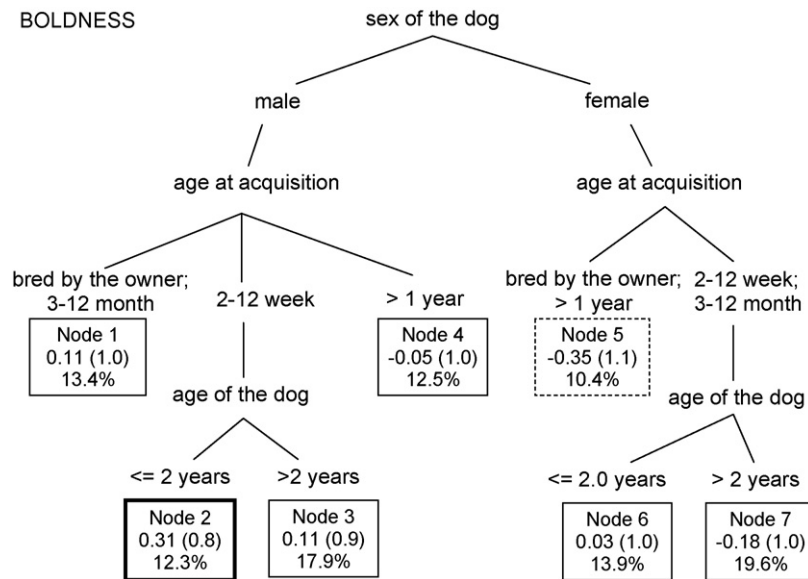 BOLDNESS
sex of the dog
male
female
age at acquisition
age at acquisition
bred by the owner;
3-12 month
2-12 week
> 1 year
bred by the owner;
> 1 year
2-12 week;
3-12 month
Node 1
0.11 (1.0)
13.4%
Node 4
-0.05 (1.0)
12.5%
Node 5
-0.35 (1.1)
10.4%
age of the dog
age of the dog
<= 2 years
>2 years
<= 2.0 years
> 2 years
Node 2
0.31 (0.8)
12.3%
Node 3
0.11 (0.9)
17.9%
Node 6
0.03 (1.0)
13.9%
Node 7
-0.18 (1.0)
19.6%